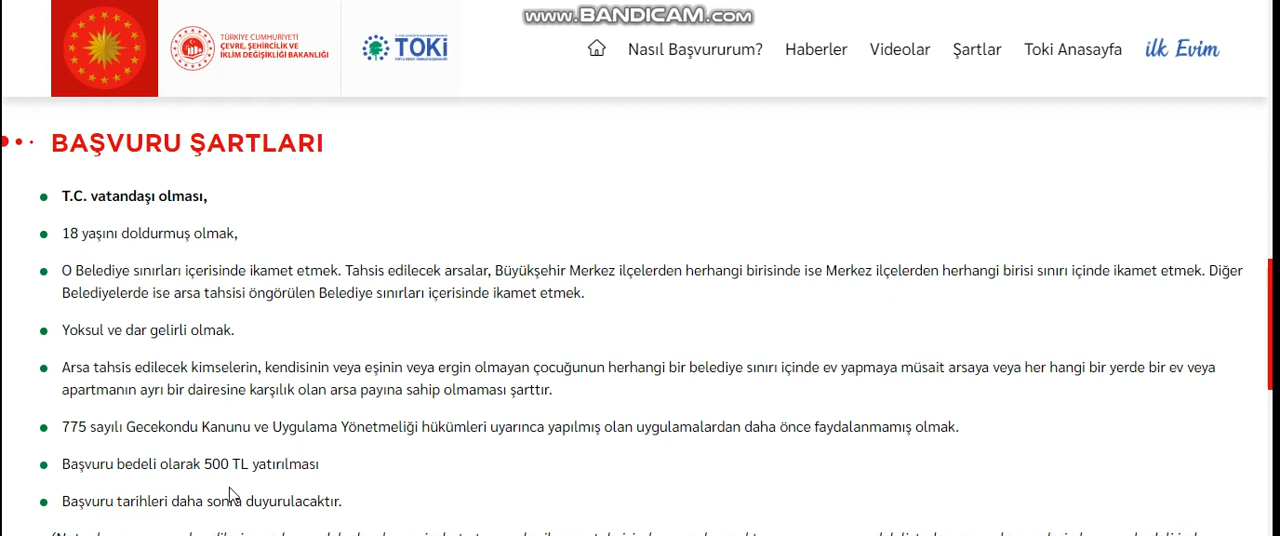 www.BANDICAM.com
TÜRKİYE CUMHURİYETİ
ÇEVRE, ŞEHİRCİLİK VE
İKLİM DEĞİŞİKLİĞİ BAKANLIĞI
TOKİ
Nasıl Başvururum? Haberler Videolar Şartlar Toki Anasayfa ilk Evim
BAŞVURU ŞARTLARI
T.C. vatandaşı olması,
18 yaşını doldurmuş olmak,
O Belediye sınırları içerisinde ikamet etmek. Tahsis edilecek arsalar, Büyükşehir Merkez ilçelerden herhangi birisinde ise Merkez ilçelerden herhangi birisi sınırı içinde ikamet etmek. Diğer
Belediyelerde ise arsa tahsisi öngörülen Belediye sınırları içerisinde ikamet etmek.
Yoksul ve dar gelirli olmak.
Arsa tahsis edilecek kimselerin, kendisinin veya eşinin veya ergin olmayan çocuğunun herhangi bir belediye sınırı içinde ev yapmaya müsait arsaya veya her hangi bir yerde bir ev veya
apartmanın ayrı bir dairesine karşılık olan arsa payına sahip olmaması şarttır.
775 sayılı Gecekondu Kanunu ve Uygulama Yönetmeliği hükümleri uyarınca yapılmış olan uygulamalardan daha önce faydalanmamış olmak.
Başvuru bedeli olarak 500 TL yatırılması
Başvuru tarihleri daha sonra duyurulacaktır.